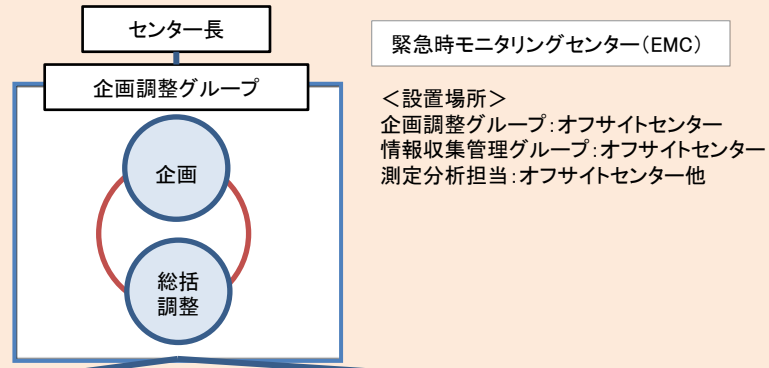 センター長
緊急時モニタリングセンター（EMC）
企画調整グループ
＜設置場所＞
企画調整グループ：オフサイトセンター
情報収集管理グループ：オフサイトセンター
測定分析担当：オフサイトセンター他
企画
総括
調整